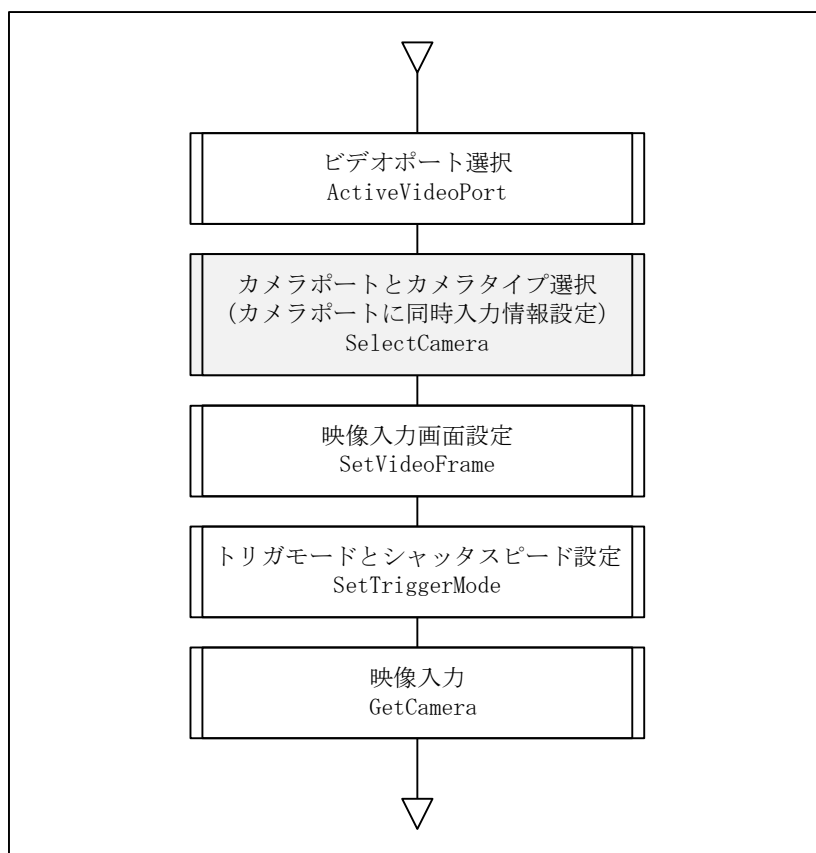 ビデオポート選択
ActiveVideoPort
カメラポートとカメラタイプ選択
(カメラポートに同時入力情報設定)
SelectCamera
映像入力画面設定
SetVideoFrame
トリガモードとシャッタスピード設定
SetTriggerMode
映像入力
GetCamera